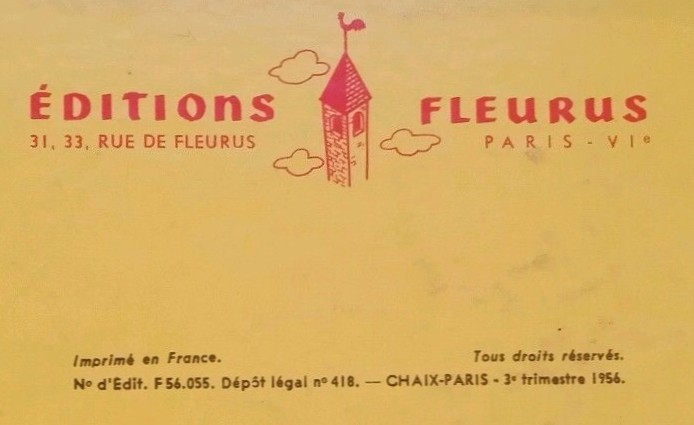 ÉDITIONS FLEURUS
31, 33, RUE DE FLEURUS PARIS - VIe
Imprimé en France. Tous droits réservés.
No d'Edit. F 56.055. Dépôt légal no 418. — CHAIX-PARIS - 3e trimestre 1956.